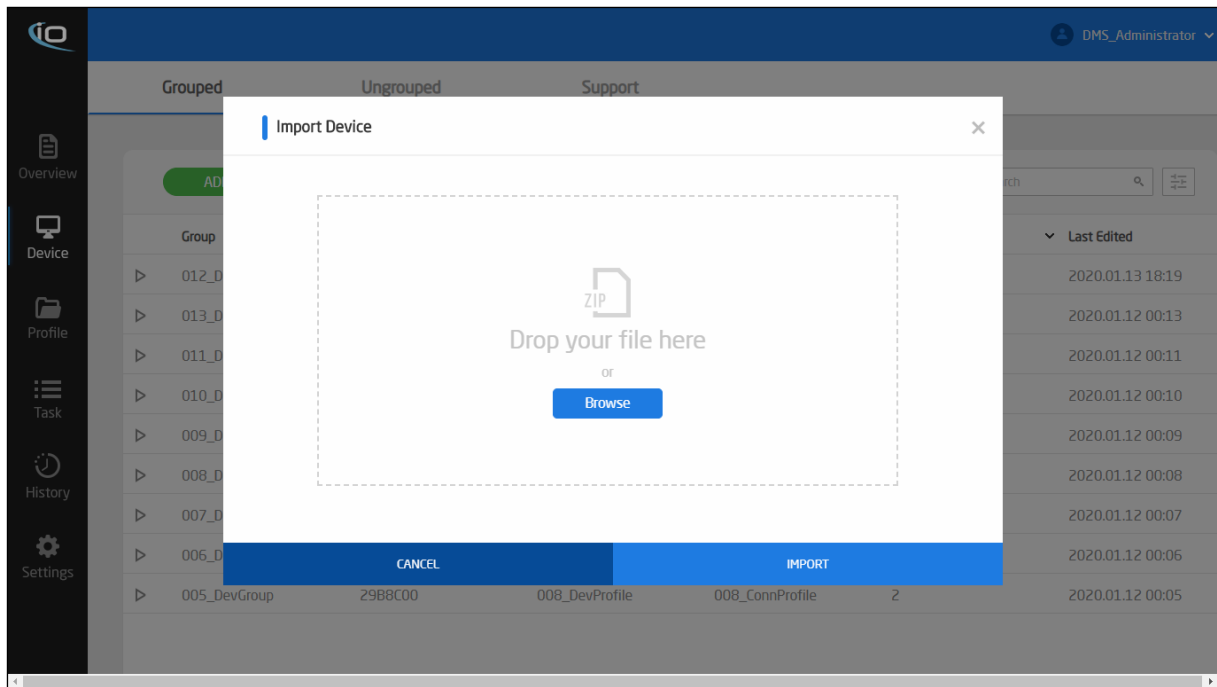 iO
DMS_Administrator
Grouped Ungrouped Support
Import Device
Overview
Device
Profile
Task
History
Settings
ZIP
Drop your file here
or
Browse
CANCEL IMPORT
Group Last Edited
012_D 2020.01.13 18:19
013_D 2020.01.12 00:13
011_D 2020.01.12 00:11
010_D 2020.01.12 00:10
009_D 2020.01.12 00:09
008_D 2020.01.12 00:08
007_D 2020.01.12 00:07
006_D 2020.01.12 00:06
005_DevGroup 29B8C00 008_DevProfile 008_ConnProfile 2 2020.01.12 00:05